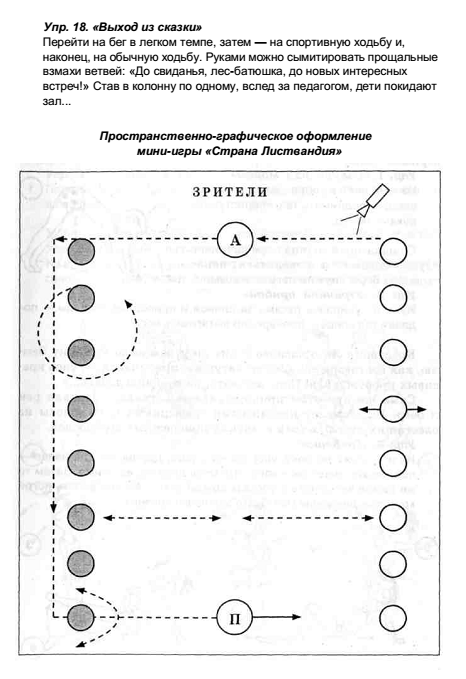 Упр. 18. «Выход из сказки»
Перейти на бег в легком темпе, затем — на спортивную ходьбу и,
наконец, на обычную ходьбу. Руками можно сымитировать прощальные
взмахи ветвей: «До свиданья, лес-батюшка, до новых интересных
встреч!» Став в колонну по одному, вслед за педагогом, дети покидают
зал...
Пространственно-графическое оформление
мини-игры «Страна Листвандия»
ЗРИТЕЛИ
А
П